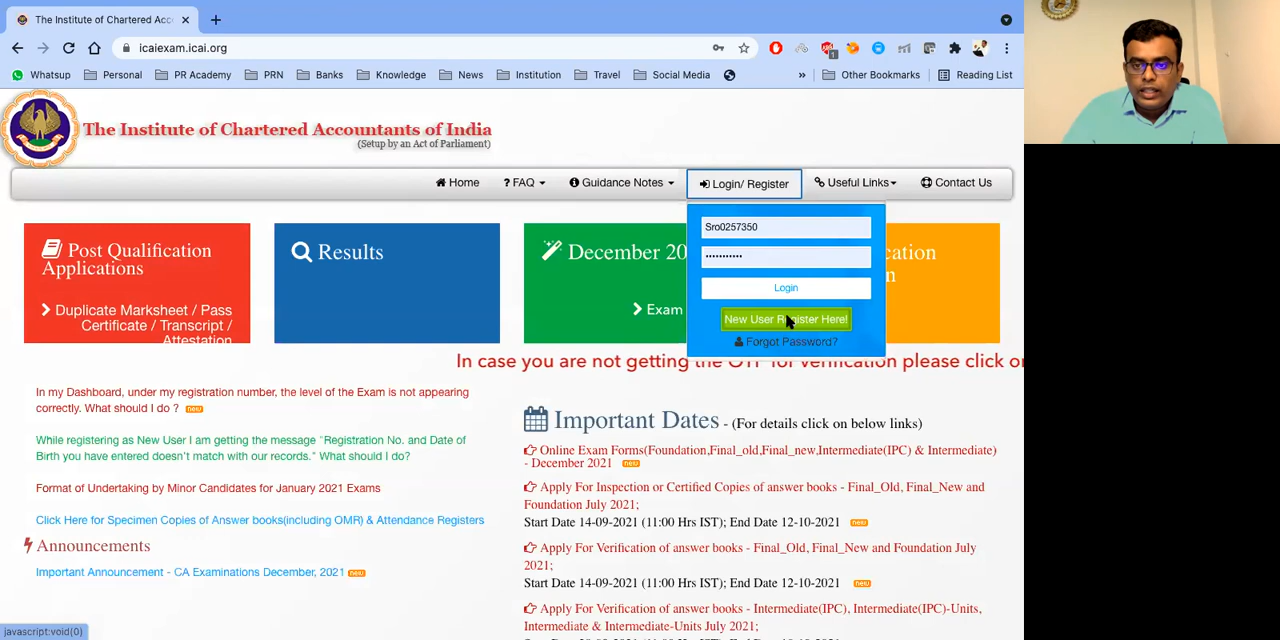 The Institute of Chartered Acc
icaiexam.icai.org
Whatsup Personal PR Academy PRN Banks Knowledge News Institution Travel Social Media » Other Bookmarks Reading List
The Institute of Chartered Accountants of India
(Setup by an Act of Parliament)
Home ? FAQ Guidance Notes Login/ Register Useful Links Contact Us
Sro0257350
•••••••••••
Login
New User Register Here!
Forgot Password?
Post Qualification
Applications
Duplicate Marksheet / Pass
Certificate / Transcript /
Attestation
Results
December 20
Exam
In case you are not getting the OTP for verification please click
In my Dashboard, under my registration number, the level of the Exam is not appearing
correctly. What should I do ? new
While registering as New User I am getting the message "Registration No. and Date of
Birth you have entered doesn't match with our records." What should I do?
Format of Undertaking by Minor Candidates for January 2021 Exams
Click Here for Specimen Copies of Answer books(including OMR) & Attendance Registers
Announcements
Important Announcement - CA Examinations December, 2021 new
Important Dates - (For details click on below links)
Online Exam Forms(Foundation,Final_old,Final_new,Intermediate(IPC) & Intermediate)
- December 2021 new
Apply For Inspection or Certified Copies of answer books - Final_Old, Final_New and
Foundation July 2021;
Start Date 14-09-2021 (11:00 Hrs IST); End Date 12-10-2021 new
Apply For Verification of answer books - Final_Old, Final_New and Foundation July
2021;
Start Date 14-09-2021 (11:00 Hrs IST); End Date 12-10-2021 new
Apply For Verification of answer books - Intermediate(IPC), Intermediate(IPC)-Units,
Intermediate & Intermediate-Units July 2021;
javascript:void(0)